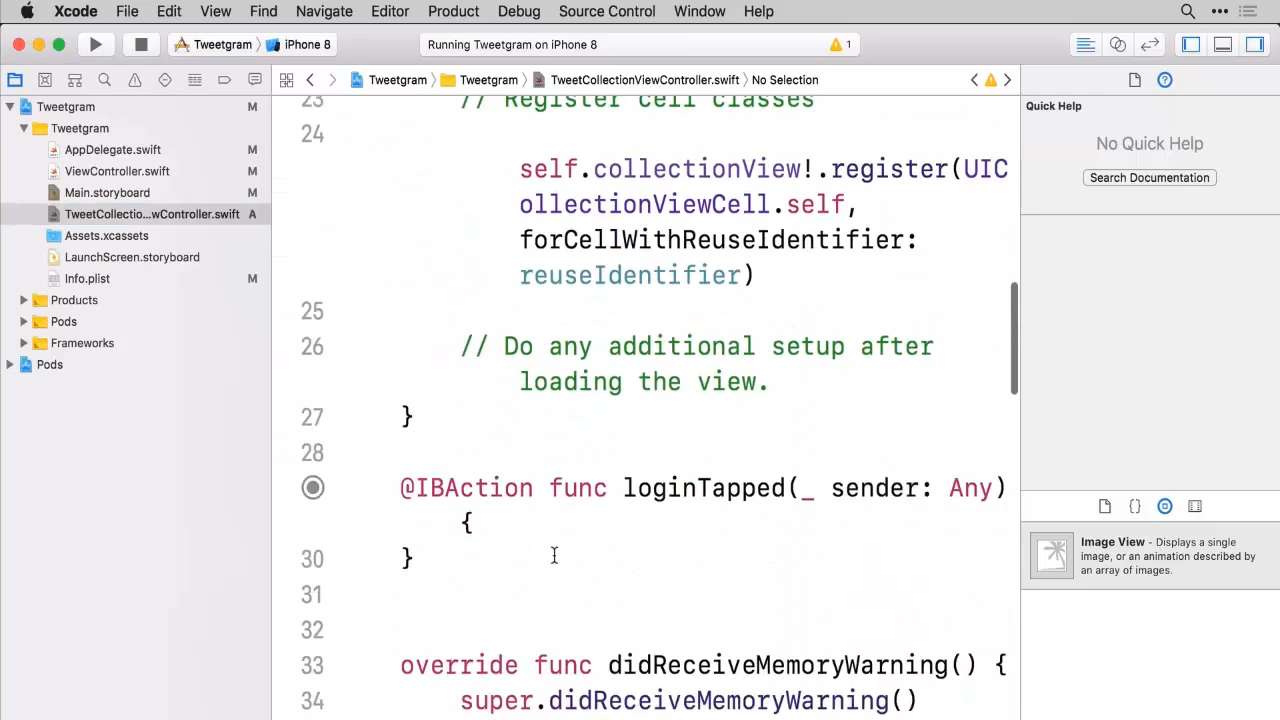 Xcode File Edit View Find Navigate Editor Product Debug Source Control Window Help
Tweetgram iPhone 8 Running Tweetgram on iPhone 8 1
Tweetgram Tweetgram TweetCollectionViewController.swift No Selection
Tweetgram M
Tweetgram
AppDelegate.swift M
ViewController.swift M
Main.storyboard M
TweetCollectio...wController.swift A
Assets.xcassets
LaunchScreen.storyboard
Info.plist M
Products
Pods
Frameworks
Pods
23 // Register cell classes
24
self.collectionView!.register(UIC
ollectionViewCell.self,
forCellWithReuseIdentifier:
reuseIdentifier)
25
26 // Do any additional setup after
loading the view.
27 }
28
@IBAction func loginTapped(_ sender: Any)
{
30 }
31
32
33 override func didReceiveMemoryWarning() {
34 super.didReceiveMemoryWarning()
Quick Help
No Quick Help
Search Documentation
{}
Image View - Displays a single
image, or an animation described by
an array of images.